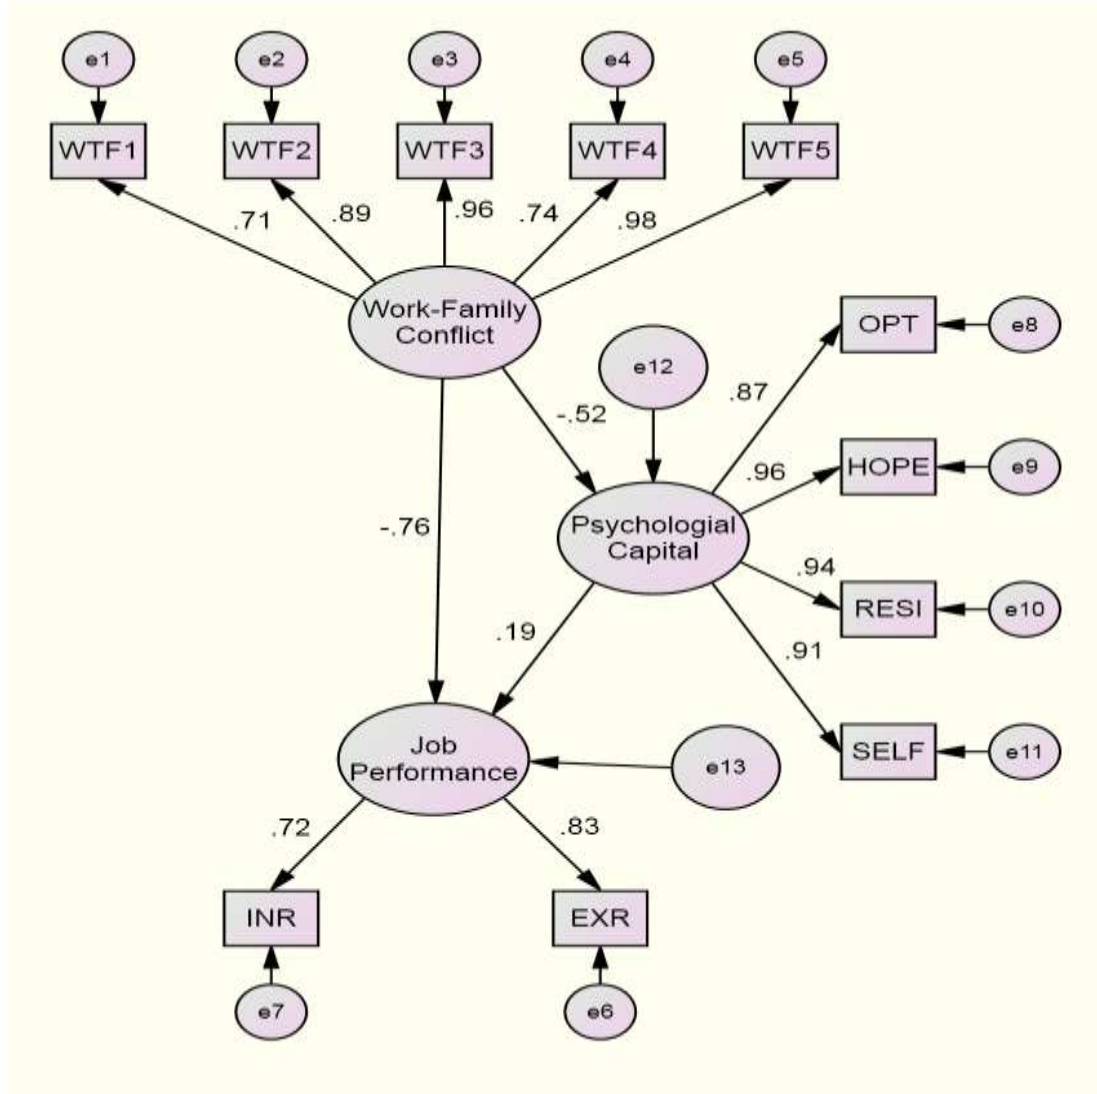 e1 e2 e3 e4 e5
WTF1 WTF2 WTF3 WTF4 WTF5
.71 .89 .96 .74 .98
Work-Family
Conflict
OPT e8
e12
.87
-.52
HOPE e9
.96
-.76
Psychologial
Capital
.94
RESI e10
.19
.91
Job
Performance
SELF e11
e13
.72 .83
INR EXR
e7 e6